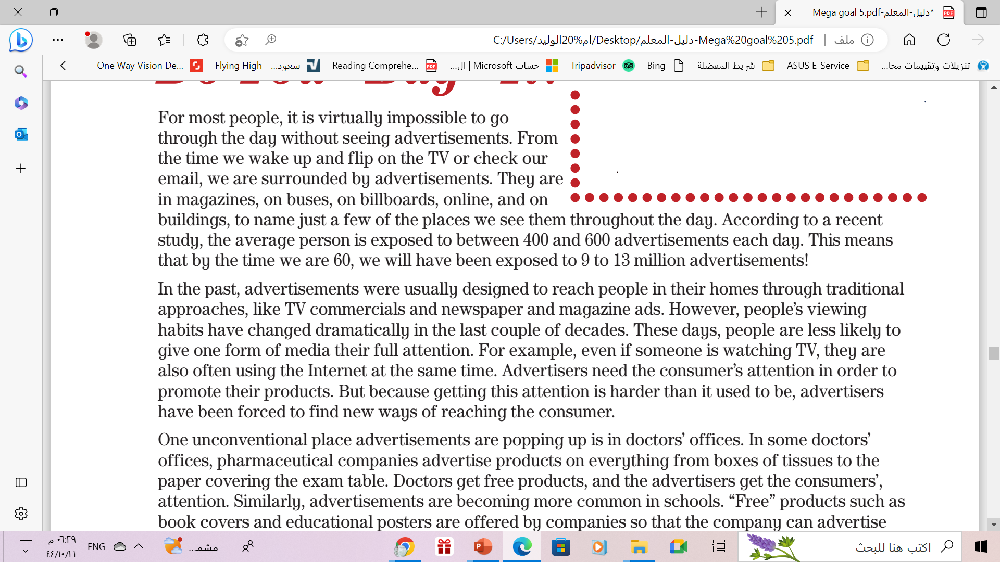 Mega goal 5.pdf-دليل-المعلم*
C:/Users/ام%20الوليد/Desktop/دليل-المعلم-Mega%20goal%205.pdf
ملف
One Way Vision De...
Flying High - سعود...
Reading Comprehe...
حساب Microsoft | ال...
Tripadvisor
Bing
شريط المفضلة
ASUS E-Service
تنزيلات وتقييمات مجا...
For most people, it is virtually impossible to go
through the day without seeing advertisements. From
the time we wake up and flip on the TV or check our
email, we are surrounded by advertisements. They are
in magazines, on buses, on billboards, online, and on
buildings, to name just a few of the places we see them throughout the day. According to a recent
study, the average person is exposed to between 400 and 600 advertisements each day. This means
that by the time we are 60, we will have been exposed to 9 to 13 million advertisements!
In the past, advertisements were usually designed to reach people in their homes through traditional
approaches, like TV commercials and newspaper and magazine ads. However, people’s viewing
habits have changed dramatically in the last couple of decades. These days, people are less likely to
give one form of media their full attention. For example, even if someone is watching TV, they are
also often using the Internet at the same time. Advertisers need the consumer’s attention in order to
promote their products. But because getting this attention is harder than it used to be, advertisers
have been forced to find new ways of reaching the consumer.
One unconventional place advertisements are popping up is in doctors’ offices. In some doctors’
offices, pharmaceutical companies advertise products on everything from boxes of tissues to the
paper covering the exam table. Doctors get free products, and the advertisers get the consumers’,
attention. Similarly, advertisements are becoming more common in schools. “Free” products such as
book covers and educational posters are offered by companies so that the company can advertise
٠٦:٢٩ م
٤٤/١٠/٢٢
ENG
مشم...
اكتب هنا للبحث